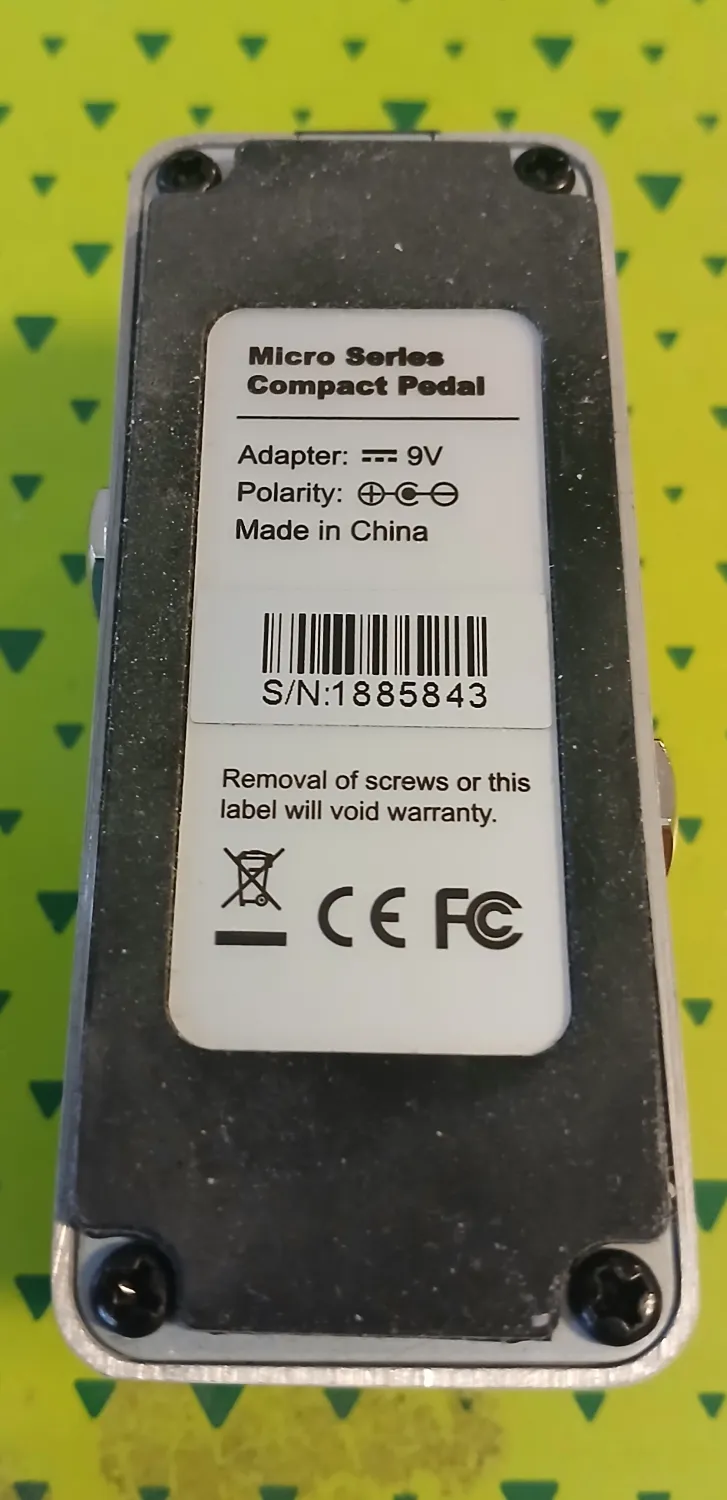 Micro Series
Compact Pedal
Adapter: 9V
Polarity:
Made in China
S/N:1885843
Removal of screws or this
label will void warranty.
CE FC